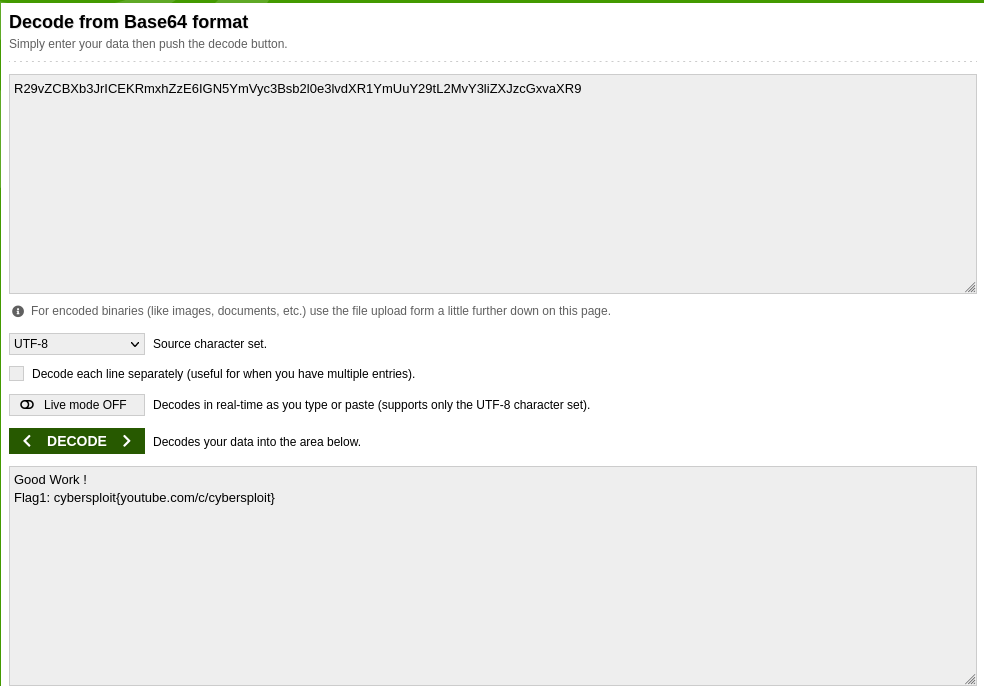 Decode from Base64 format
Simply enter your data then push the decode button.
R29vZCBXb3JrICEKRmxhZzE6IGN5YmVyc3Bsb2l0e3lvdXR1YmUuY29tL2MvY3liZXJzcGxvaXR9
For encoded binaries (like images, documents, etc.) use the file upload form a little further down on this page.
UTF-8 Source character set.
Decode each line separately (useful for when you have multiple entries).
Live mode OFF Decodes in real-time as you type or paste (supports only the UTF-8 character set).
DECODE Decodes your data into the area below.
Good Work !
Flag1: cybersploit{youtube.com/c/cybersploit}